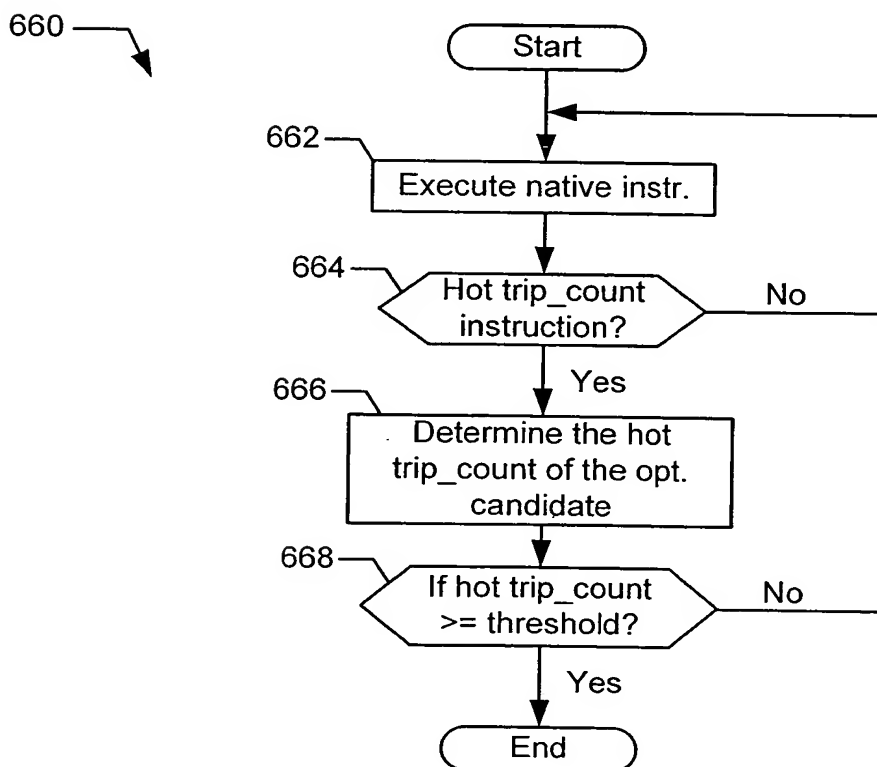 660
Start
662
Execute native instr.
664
Hot trip_count
instruction?
No
Yes
666
Determine the hot
trip_count of the opt.
candidate
668
If hot trip_count
>= threshold?
No
Yes
End